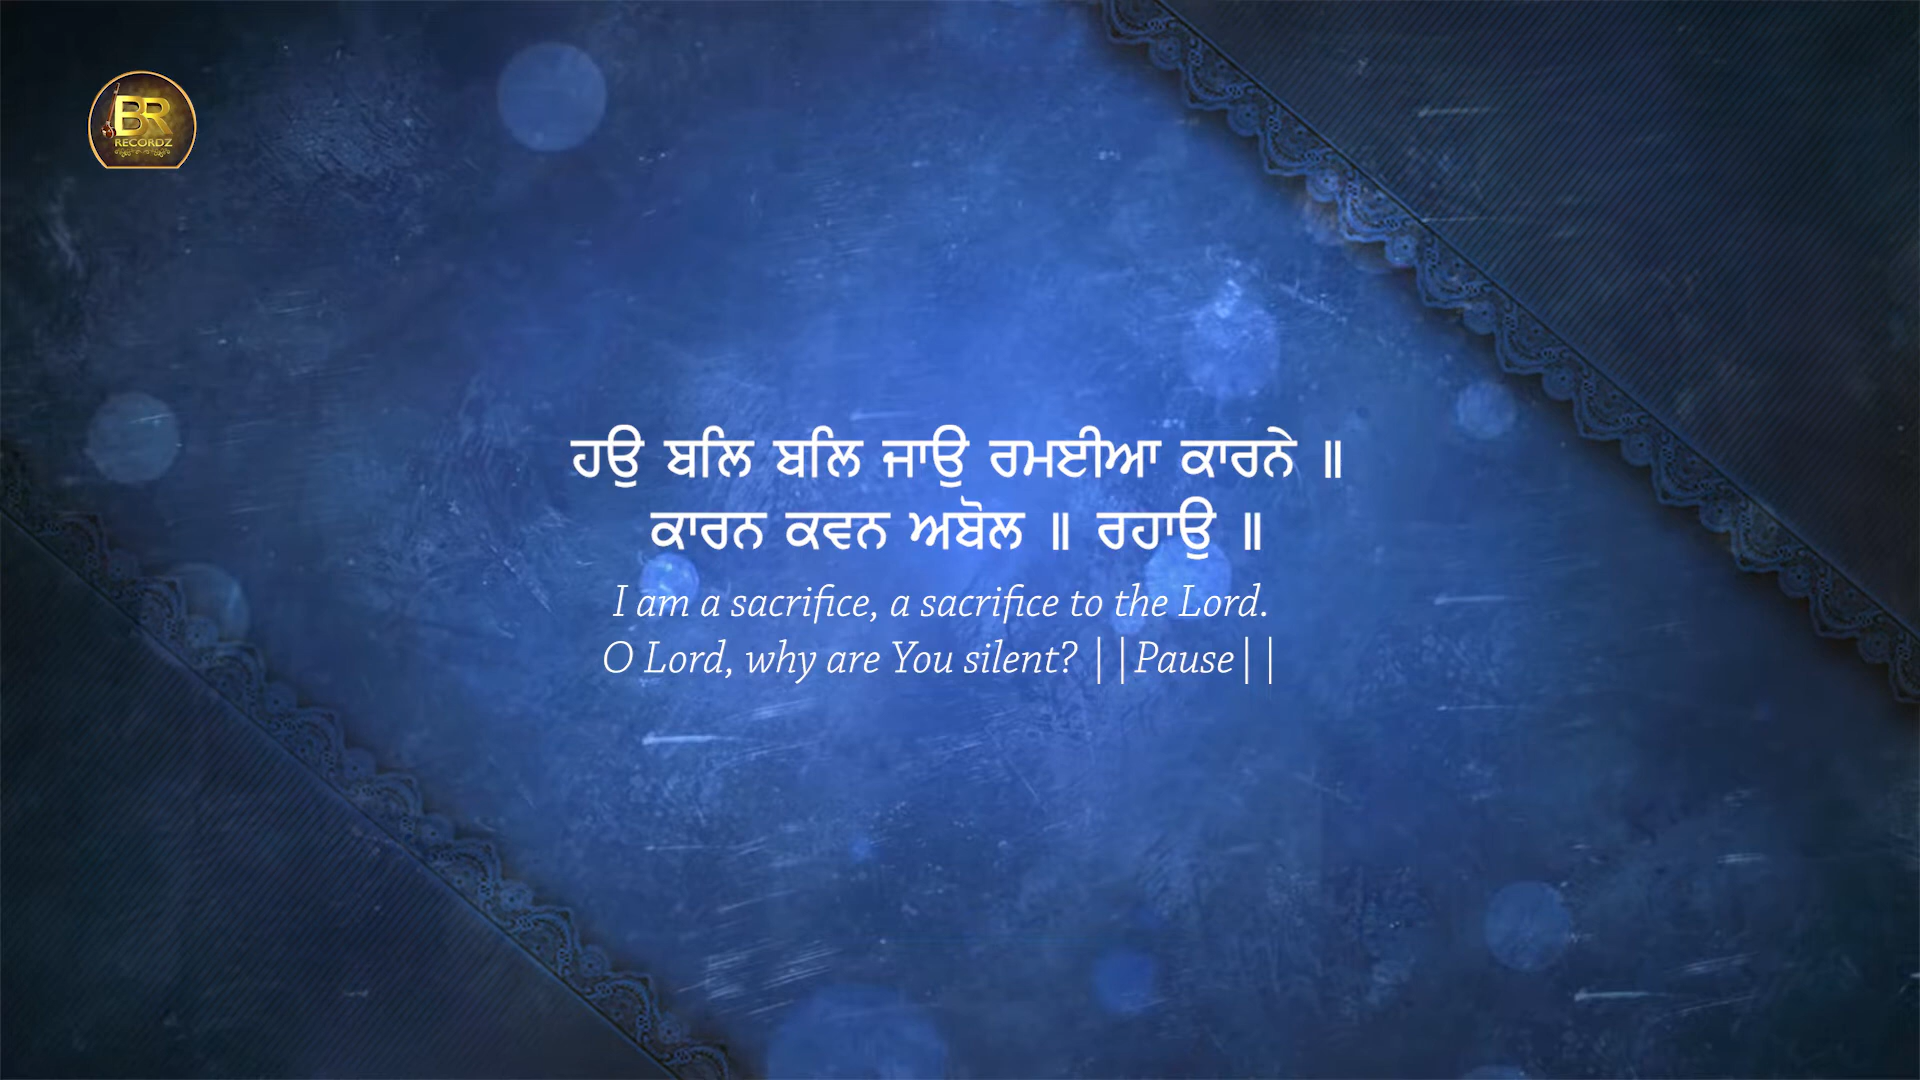 BR
RECORDZ
ਹਉ ਬਲਿ ਬਲਿ ਜਾਉ ਰਮਈਆ ਕਾਰਨੇ ॥
ਕਾਰਨ ਕਵਨ ਅਬੋਲ ॥ ਰਹਾਉ ॥
I am a sacrifice, a sacrifice to the Lord.
O Lord, why are You silent? ||Pause||